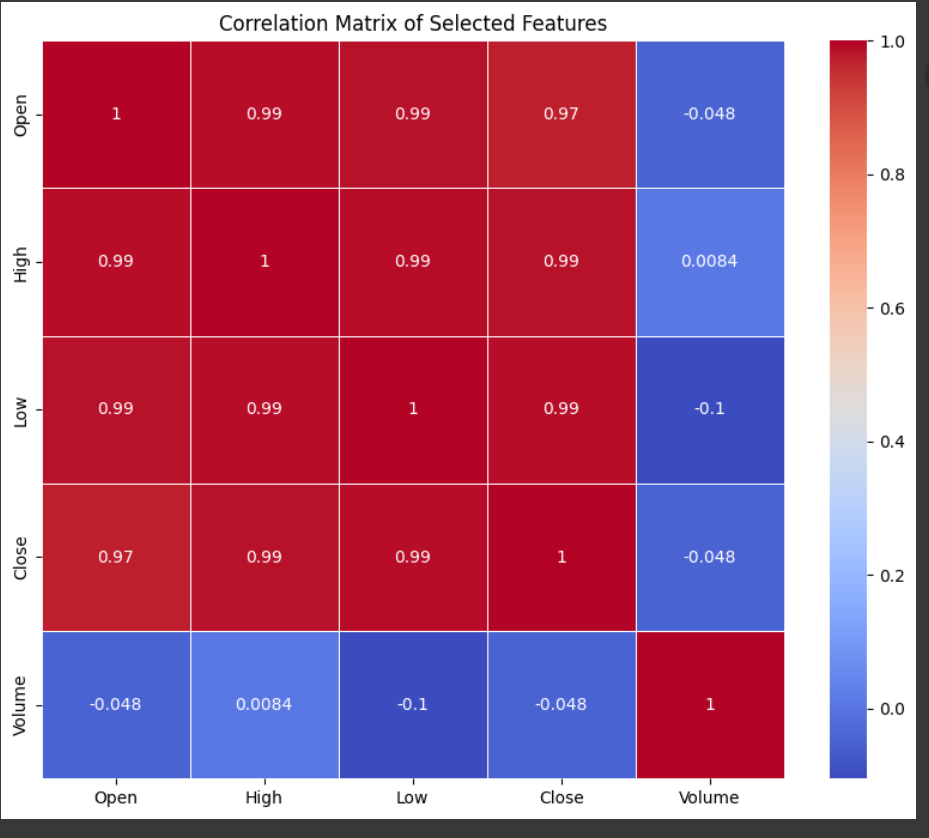 Correlation Matrix of Selected Features
Open 1 0.99 0.99 0.97 -0.048
High 0.99 1 0.99 0.99 0.0084
Low 0.99 0.99 1 0.99 -0.1
Close 0.97 0.99 0.99 1 -0.048
Volume -0.048 0.0084 -0.1 -0.048 1
Open High Low Close Volume
1.0
0.8
0.6
0.4
0.2
0.0